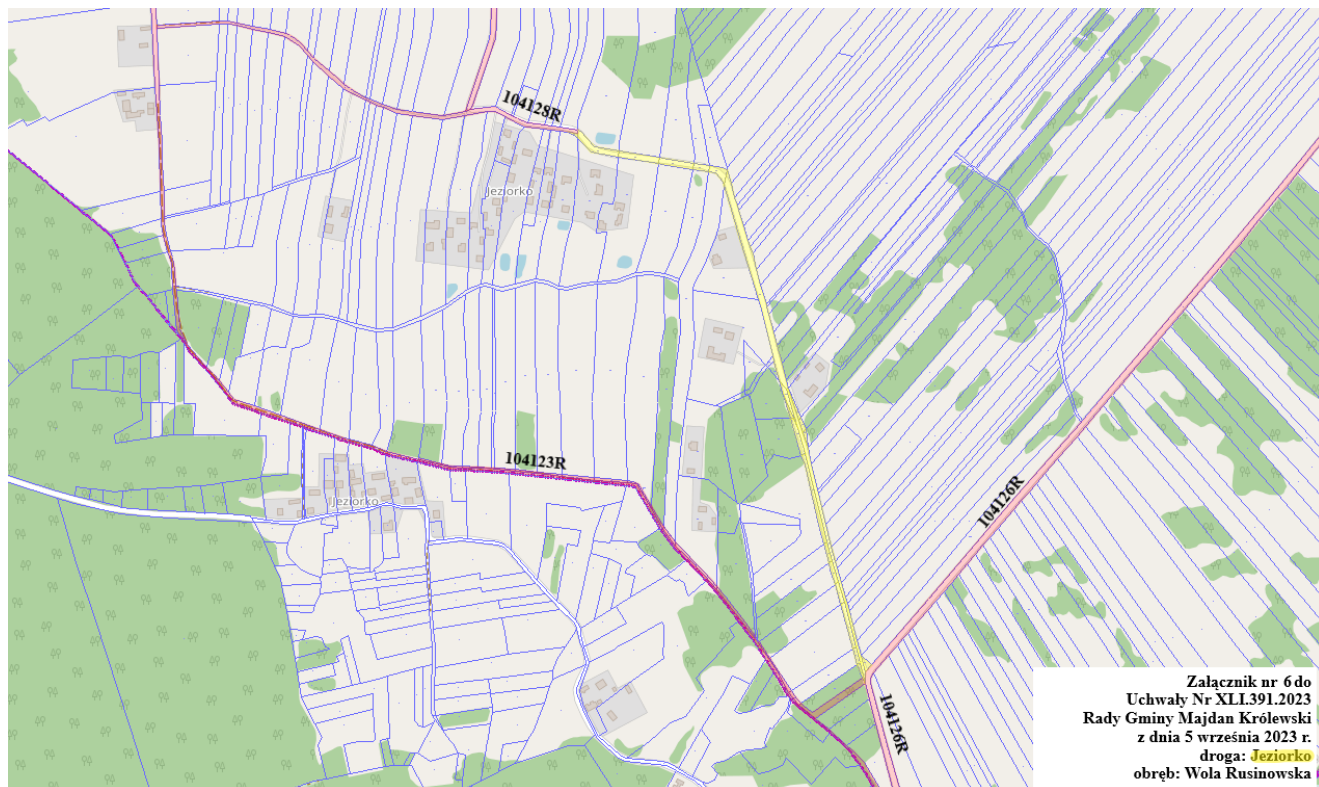 104128R
Jeziorko
104123R
Jeziorko
104126R
104126R
Załącznik nr 6 do
Uchwały Nr XLI.391.2023
Rady Gminy Majdan Królewski
z dnia 5 września 2023 r.
droga: Jeziorko
obręb: Wola Rusinowska